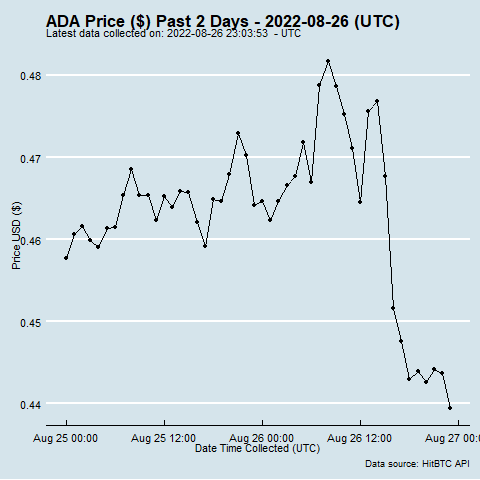 ADA Price ($) Past 2 Days - 2022-08-26 (UTC)
Latest data collected on: 2022-08-26 23:03:53 - UTC
0.48
0.47
0.46
0.45
0.44
Price USD ($)
Aug 25 00:00 Aug 25 12:00 Aug 26 00:00 Aug 26 12:00 Aug 27 00:0
Date Time Collected (UTC)
Data source: HitBTC API